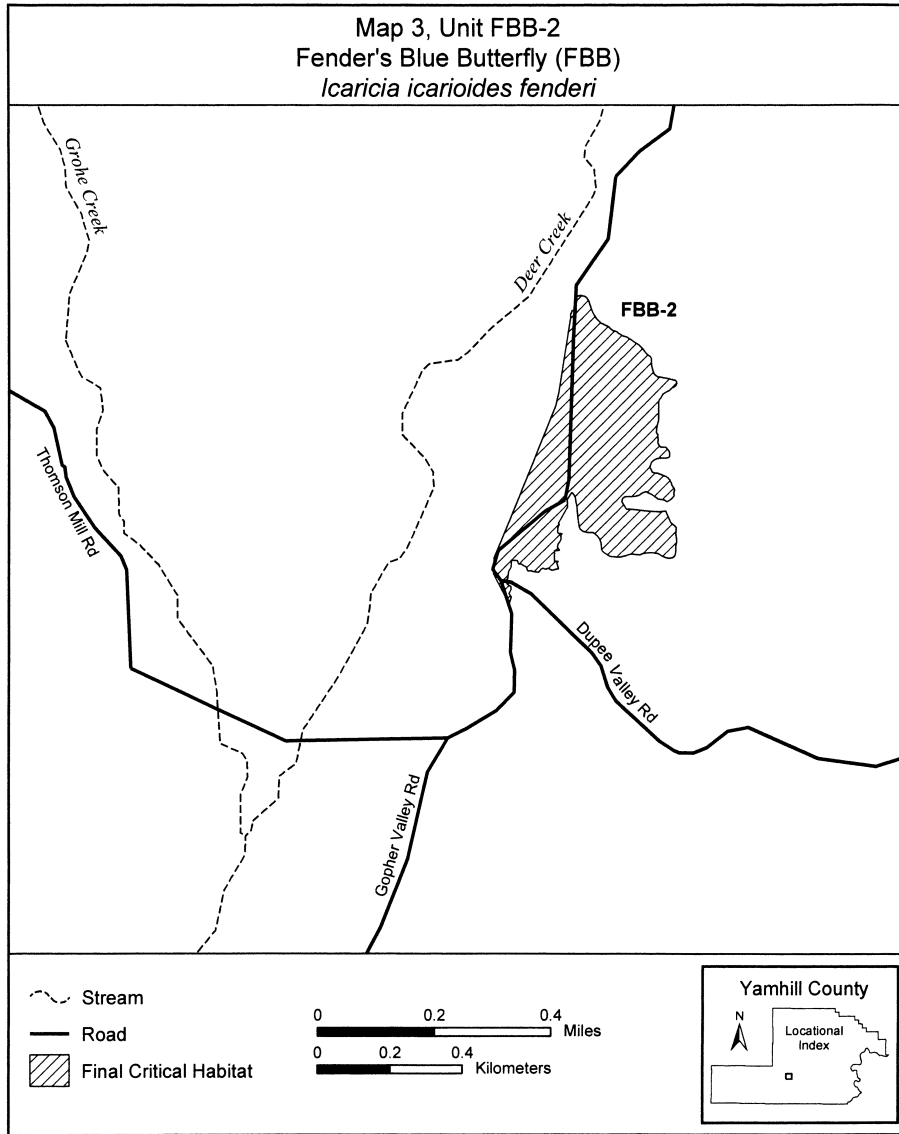 Map 3, Unit FBB-2
Fender's Blue Butterfly (FBB)
Icaricia icarioides fenderi
Grohe Creek
Deer Creek
FBB-2
Thomson Mill Rd
Dupee Valley Rd
Gopher Valley Rd
Stream
Road
Final Critical Habitat
0 0.2 0.4
Miles
0 0.2 0.4
Kilometers
Yamhill County
N
Locational
Index